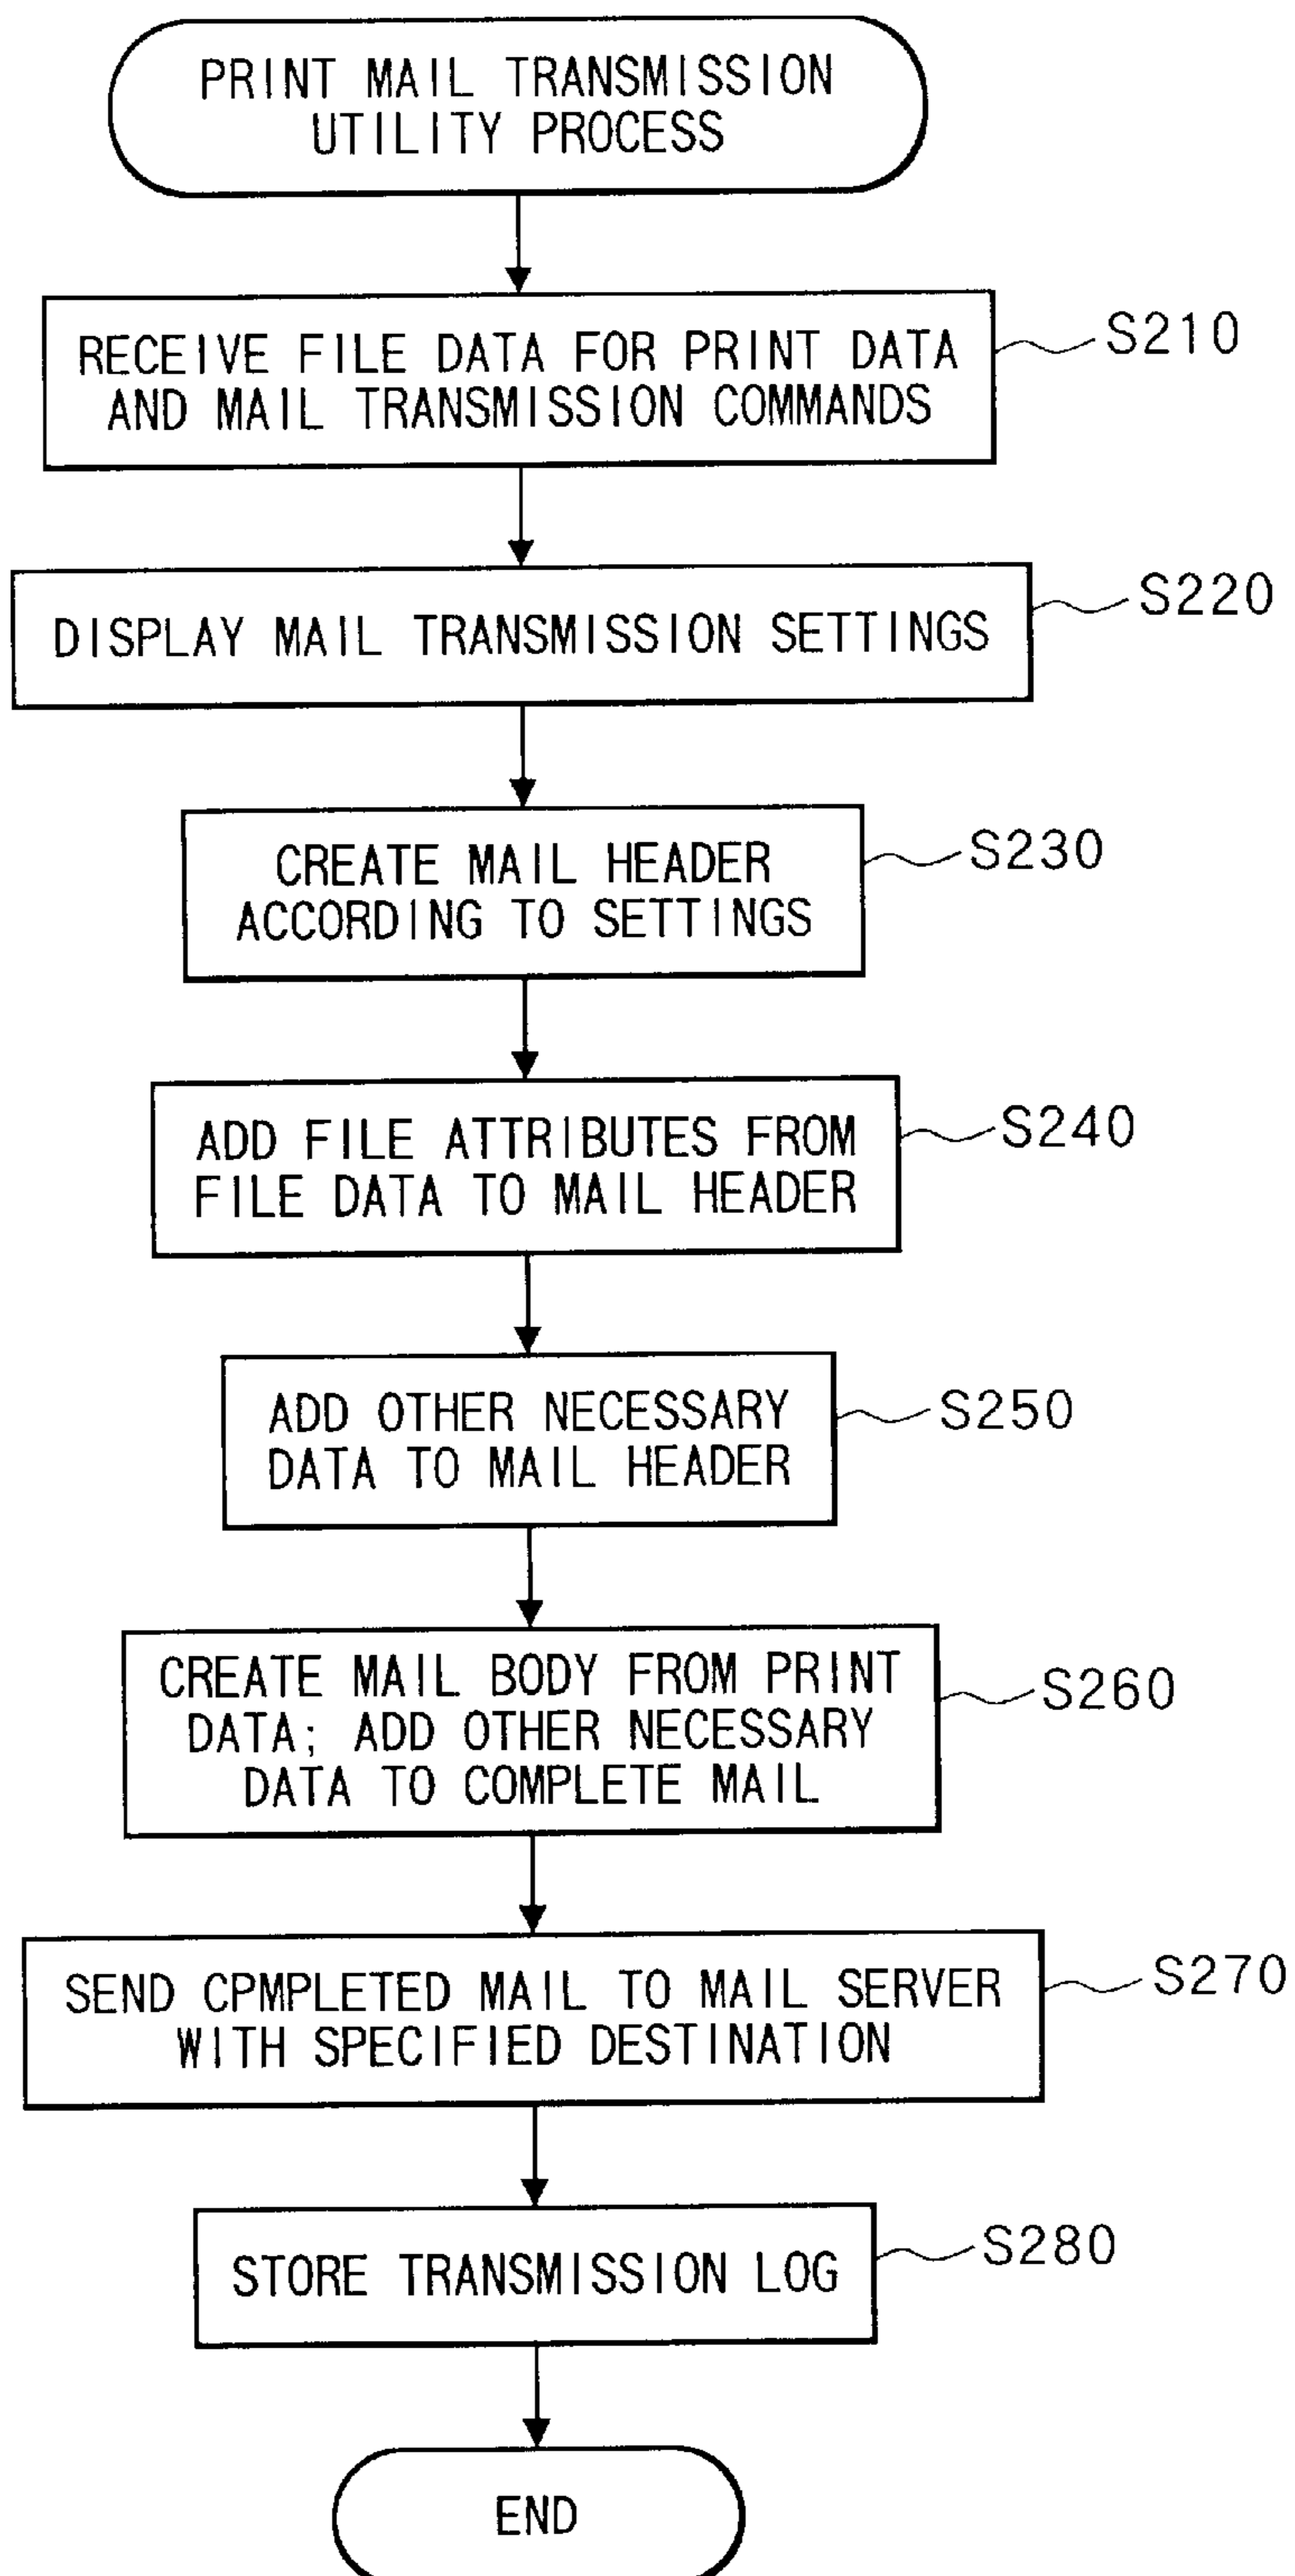 PRINT MAIL TRANSMISSION
UTILITY PROCESS
RECEIVE FILE DATA FOR PRINT DATA
AND MAIL TRANSMISSION COMMANDS
S210
DISPLAY MAIL TRANSMISSION SETTINGS
S220
CREATE MAIL HEADER
ACCORDING TO SETTINGS
S230
ADD FILE ATTRIBUTES FROM
FILE DATA TO MAIL HEADER
S240
ADD OTHER NECESSARY
DATA TO MAIL HEADER
S250
CREATE MAIL BODY FROM PRINT
DATA; ADD OTHER NECESSARY
DATA TO COMPLETE MAIL
S260
SEND CPMPLETED MAIL TO MAIL SERVER
WITH SPECIFIED DESTINATION
S270
STORE TRANSMISSION LOG
S280
END